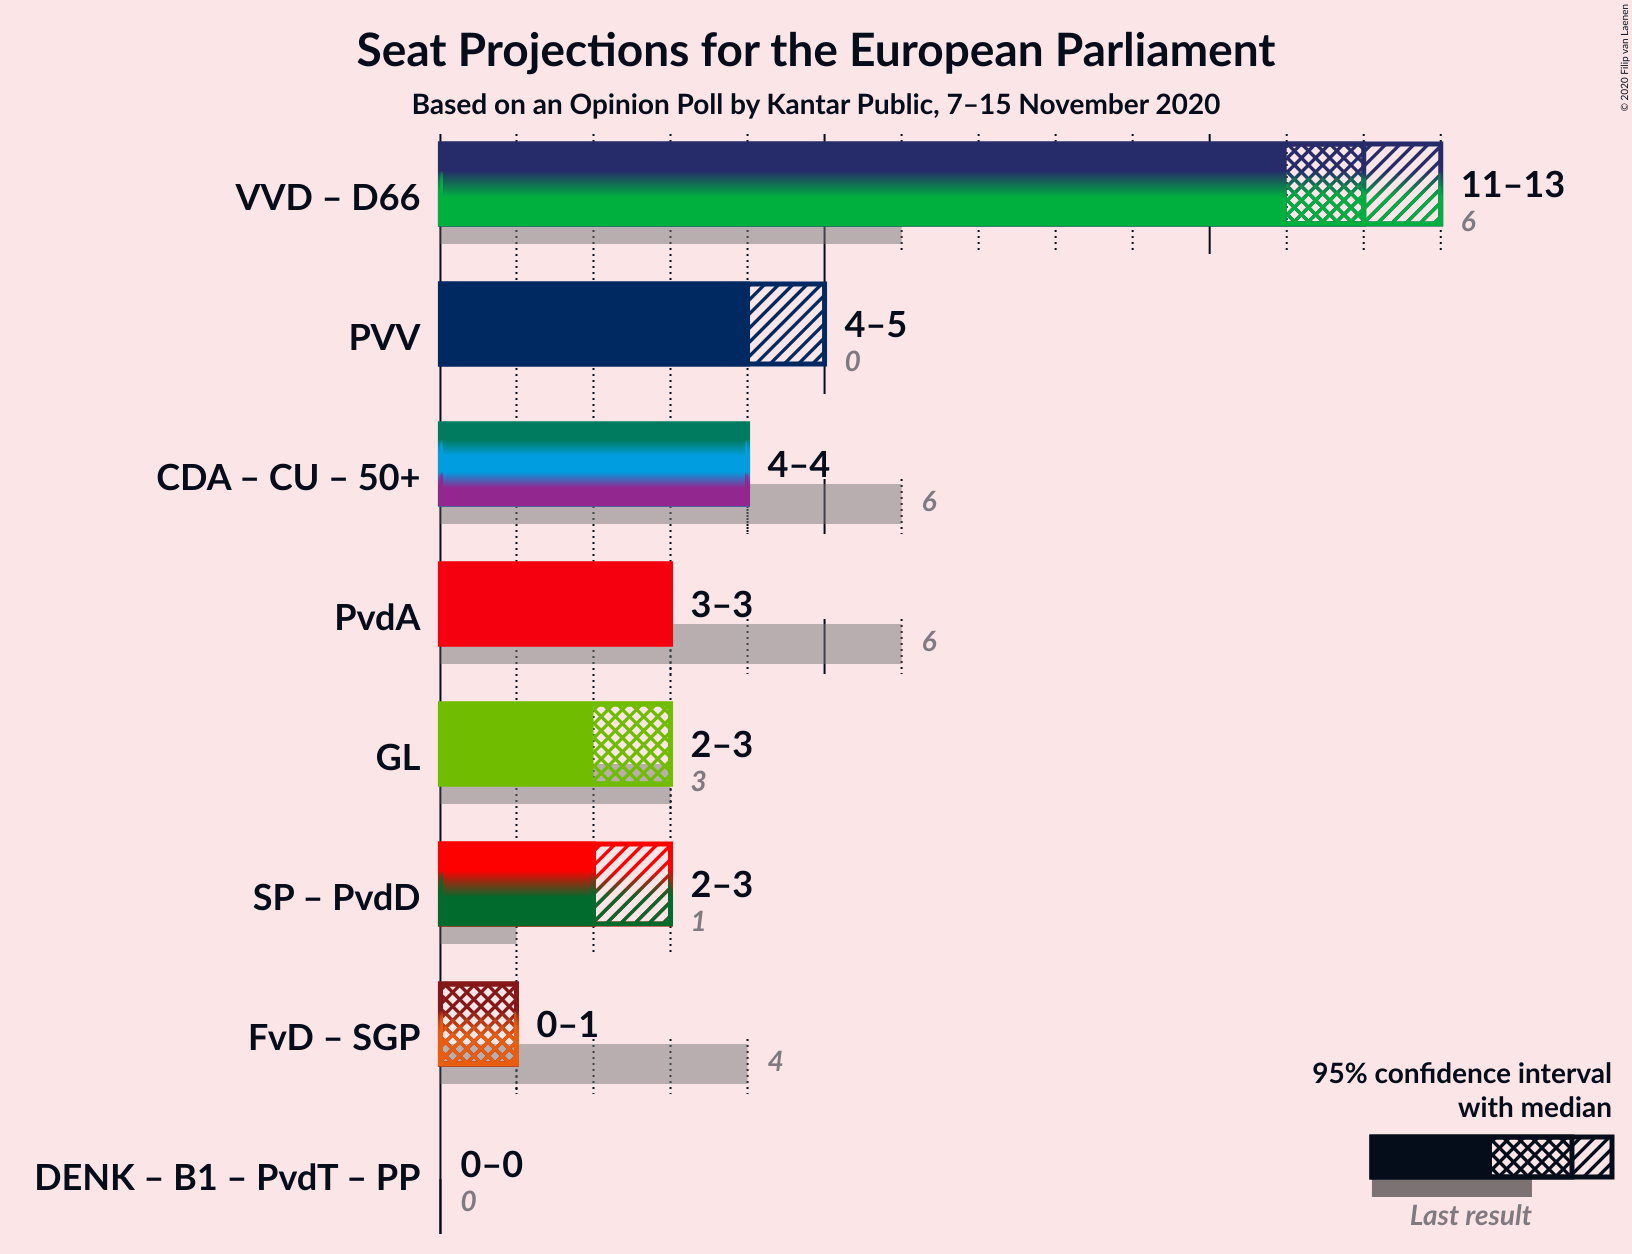 Seat Projections for the European Parliament
Based on an Opinion Poll by Kantar Public, 7–15 November 2020
© 2020 Filip van Laenen
VVD – D66
11–13
6
PVV
4–5
0
CDA – CU – 50+
4–4
6
PvdA
3–3
6
GL
2–3
3
SP – PvdD
2–3
1
FvD – SGP
0–1
4
DENK – B1 – PvdT – PP
0–0
0
95% confidence interval
with median
Last result